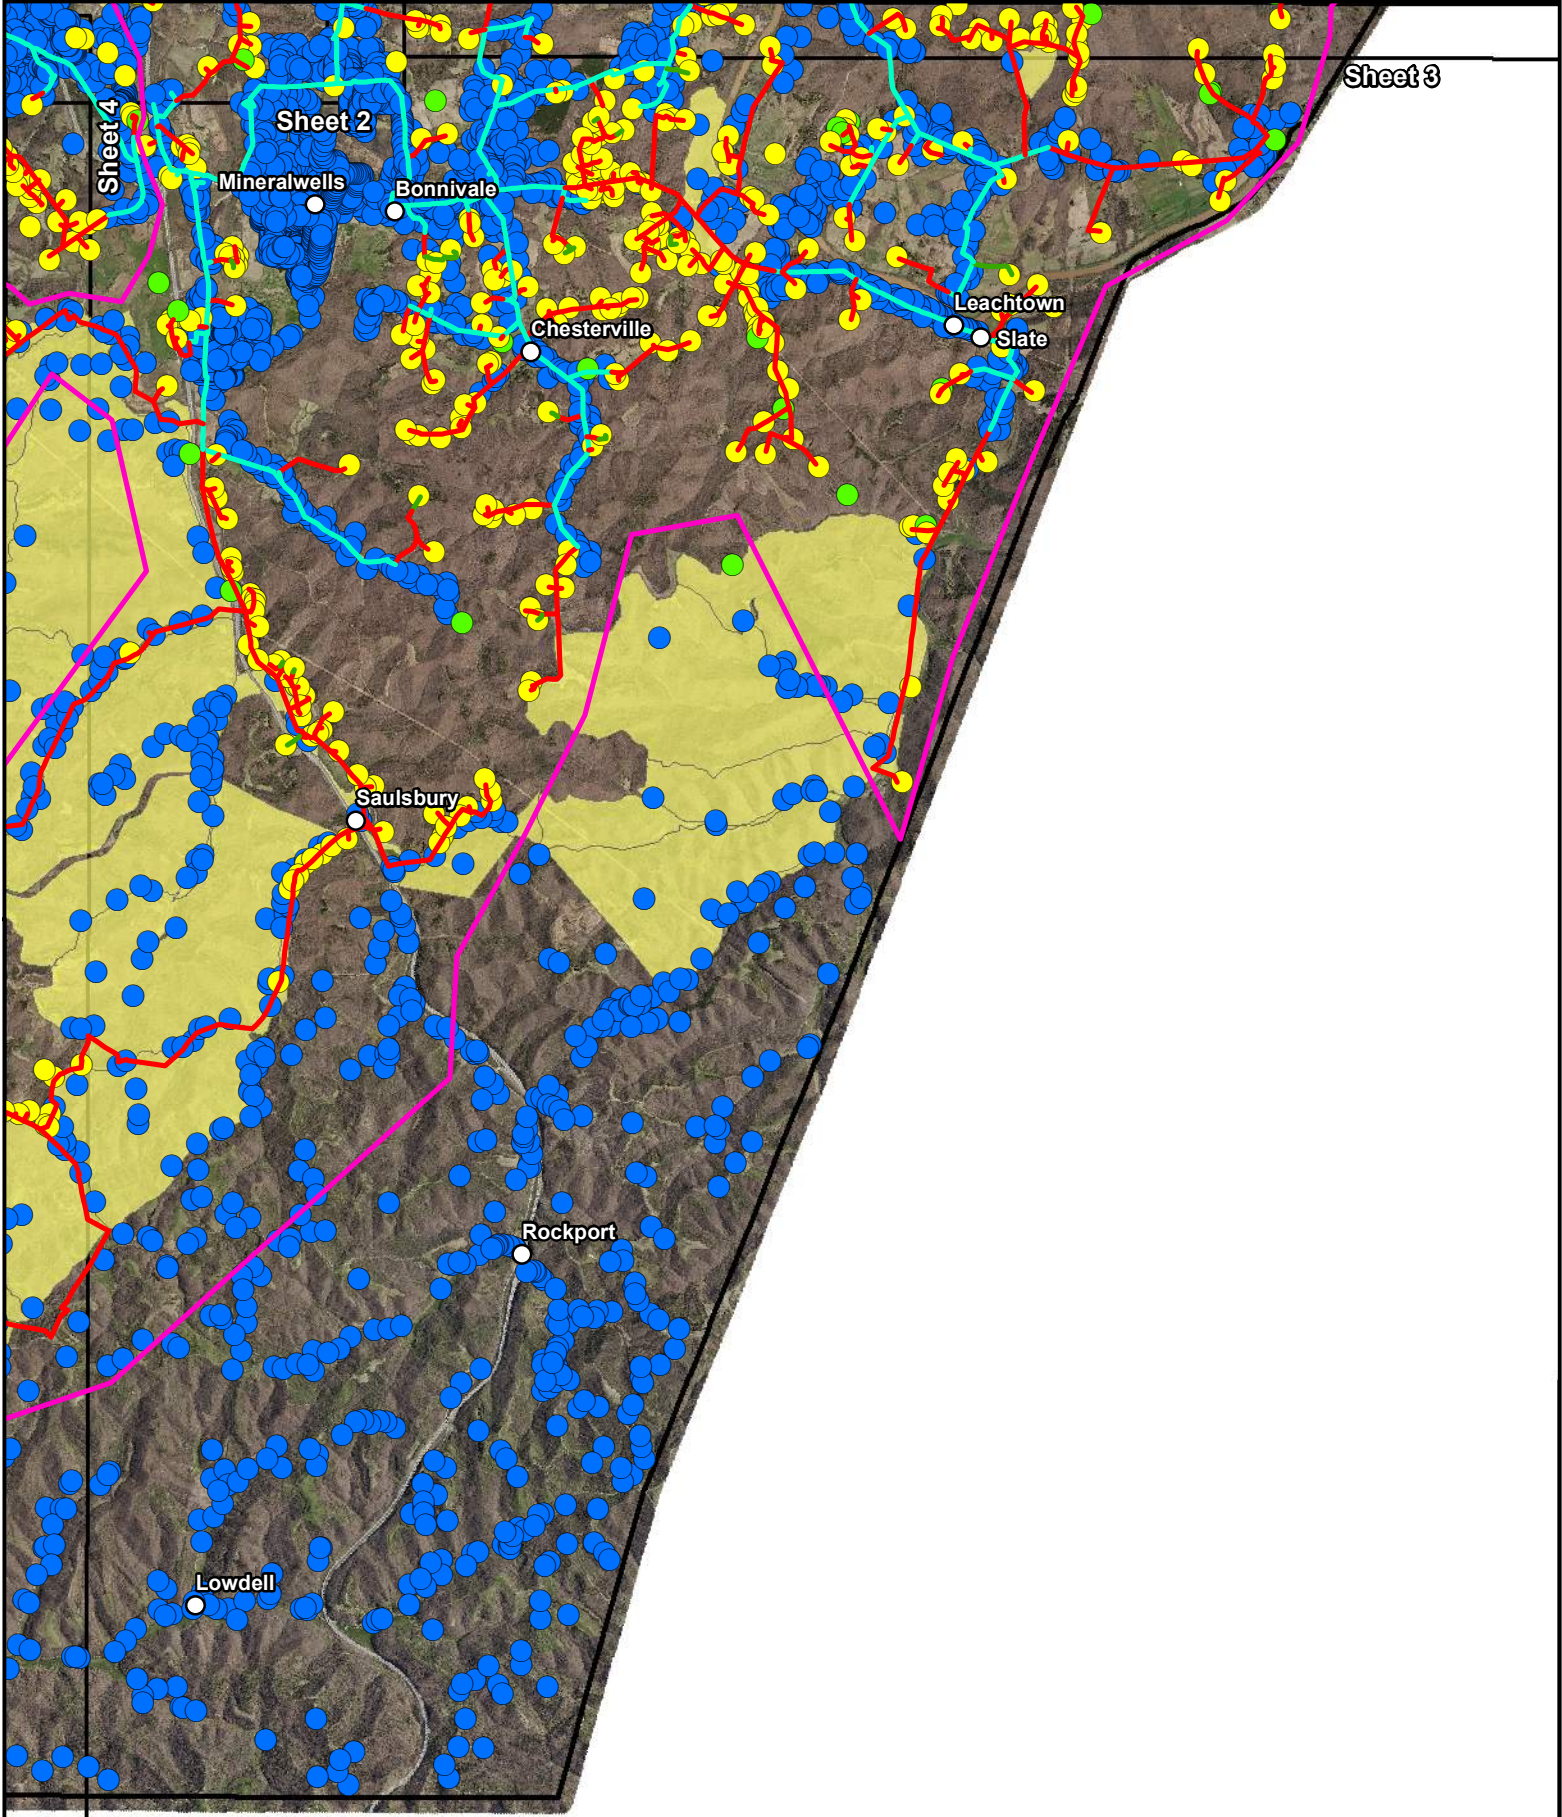 Sheet 3
Sheet 4
Sheet 2
Mineralwells
Bonnivale
Leachtown
Chesterville
Slate
Saulsbury
Rockport
Lowdell